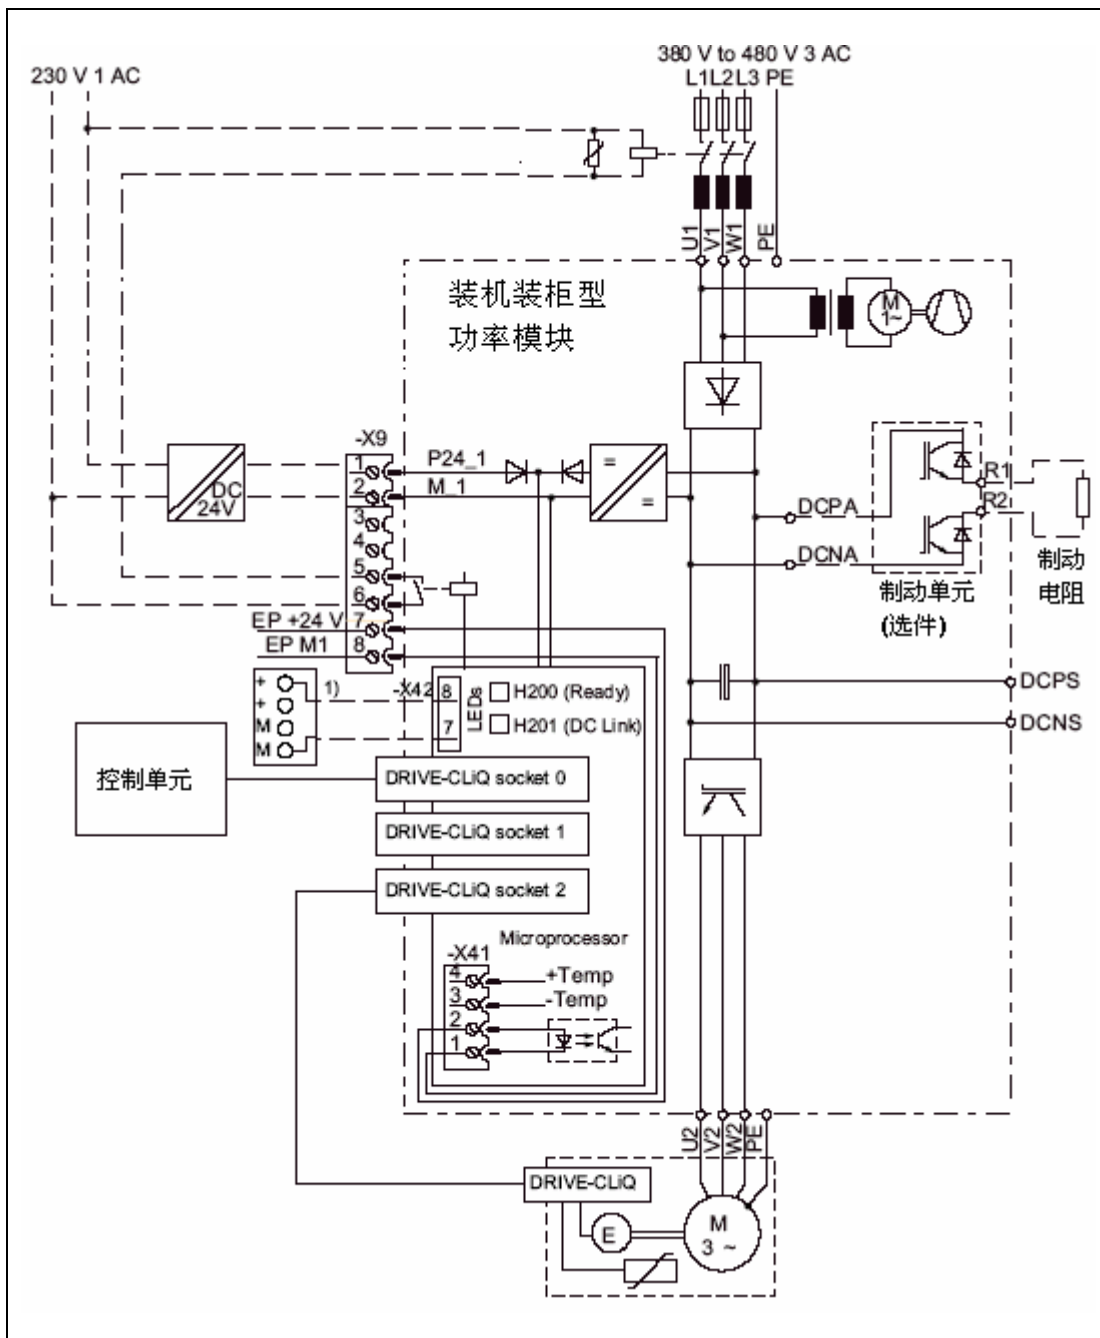 380 V to 480 V 3 AC
230 V 1 AC
L1 L2 L3 PE
U1
V1
W1
PE
装机装柜型
功率模块
M
1~
-X9
1
P24_1
=
=
2
M_1
DC
24V
3
4
5
6
7
8
EP +24 V
EP M1
R1
R2
DCPA
DCNA
制动单元
(选件)
制动
电阻
+
+
M
M
1)
-X42
8
7
LEDs
H200 (Ready)
H201 (DC Link)
DCPS
DCNS
控制单元
DRIVE-CLiQ socket 0
DRIVE-CLiQ socket 1
DRIVE-CLiQ socket 2
Microprocessor
-X41
4
+Temp
3
-Temp
2
1
U2
V2
W2
PE
DRIVE-CLiQ
E
M
3 ~